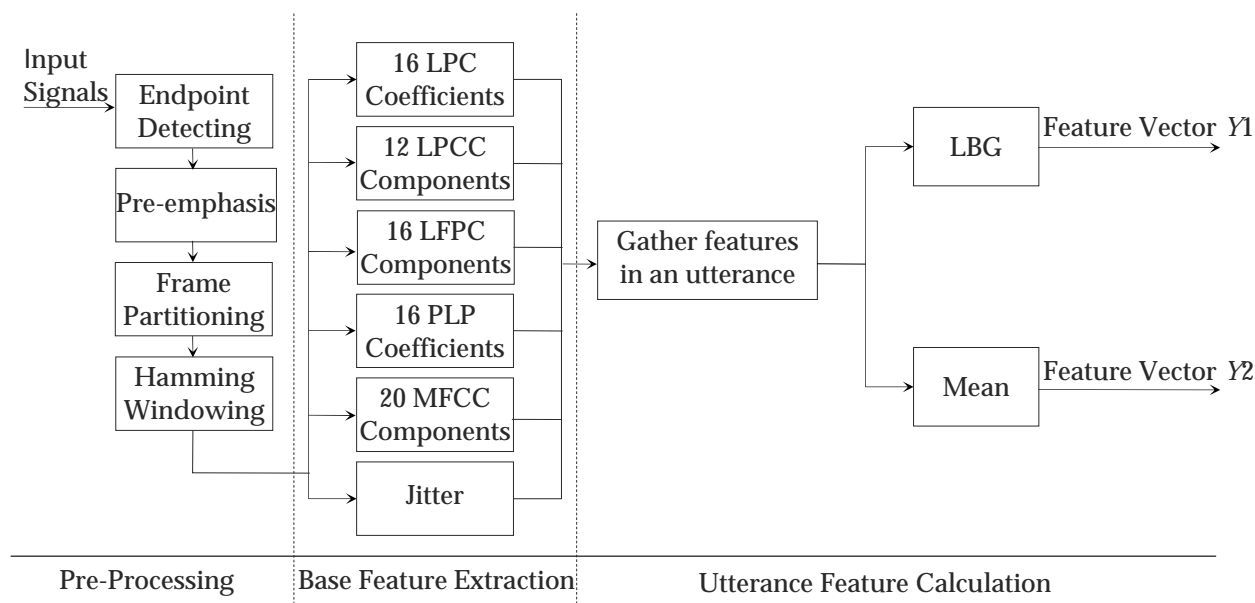 Input
Signals
Endpoint
Detecting
Pre-emphasis
Frame
Partitioning
Hamming
Windowing
16 LPC
Coefficients
12 LPCC
Components
16 LFPC
Components
16 PLP
Coefficients
20 MFCC
Components
Jitter
Gather features
in an utterance
LBG
Feature Vector Y1
Mean
Feature Vector Y2
Pre-Processing
Base Feature Extraction
Utterance Feature Calculation